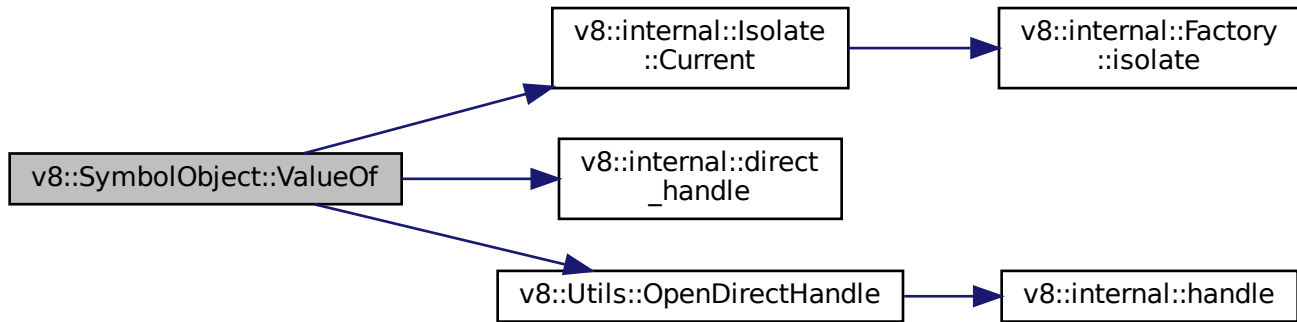 v8::SymbolObject::ValueOf
v8::internal::Isolate
::Current
v8::internal::Factory
::isolate
v8::internal::direct
_handle
v8::Utils::OpenDirectHandle
v8::internal::handle